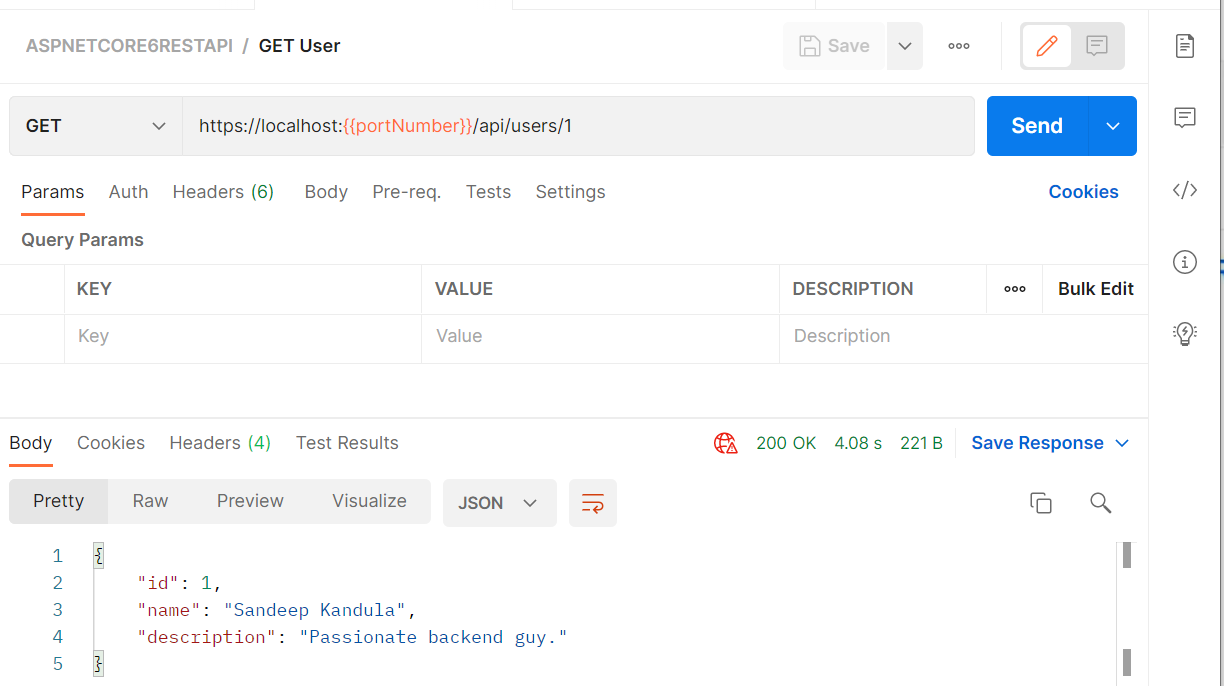 ASPNETCORE6RESTAPI / GET User Save
GET https://localhost:{{portNumber}}/api/users/1 Send
Params Auth Headers (6) Body Pre-req. Tests Settings Cookies
Query Params
KEY VALUE DESCRIPTION Bulk Edit
Key Value Description
Body Cookies Headers (4) Test Results 200 OK 4.08 s 221 B Save Response
Pretty Raw Preview Visualize JSON
1 {
2 "id": 1,
3 "name": "Sandeep Kandula",
4 "description": "Passionate backend guy."
5 }